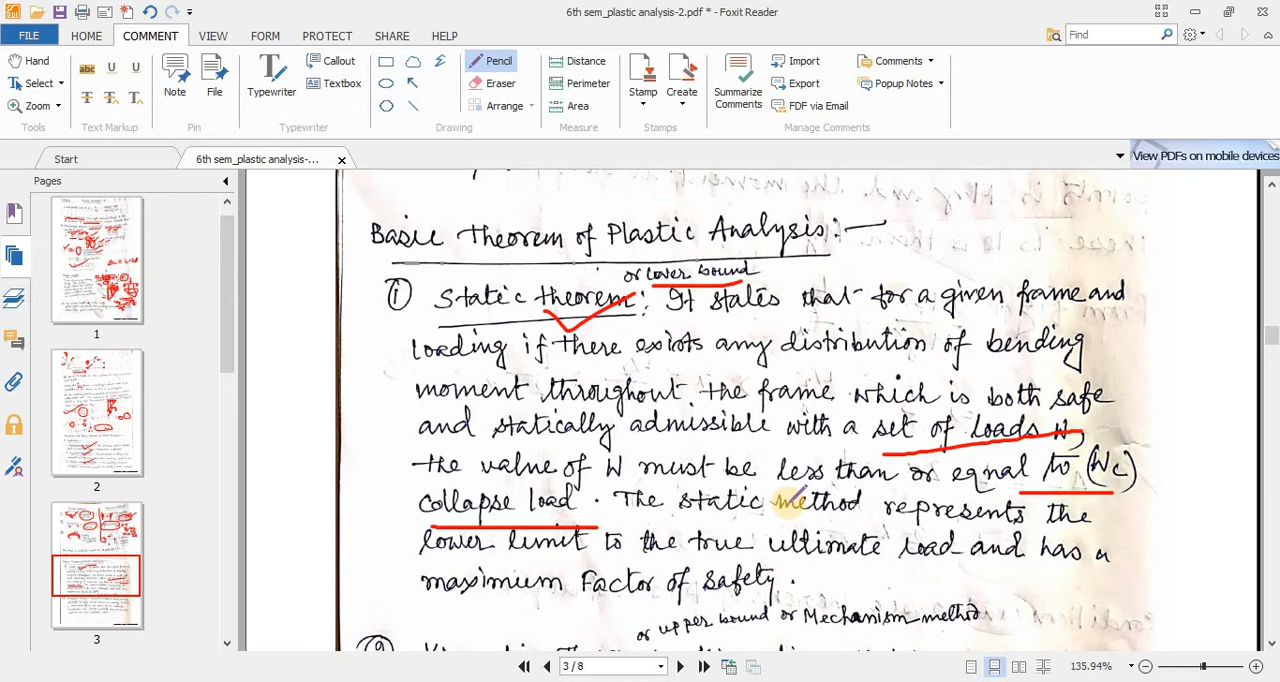 6th sem_plastic analysis-2.pdf * - Foxit Reader
FILE HOME COMMENT VIEW FORM PROTECT SHARE HELP
Find
Hand
Select
Zoom
Tools
abc U U
T T T
Text Markup
Note File
Pin
Typewriter
Callout
Textbox
Typewriter
Pencil
Eraser
Arrange
Drawing
Distance
Perimeter
Area
Measure
Stamp Create
Stamps
Summarize Comments
Import
Export
FDF via Email
Comments
Popup Notes
Manage Comments
Start
6th sem_plastic analysis-...
View PDFs on mobile devices
Pages
1
2
3
Basic Theorem of Plastic Analysis:-
or lower bound
① Static theorem: It states that for a given frame and
loading if there exists any distribution of bending
moment throughout the frame which is both safe
and statically admissible with a set of loads W,
the value of W must be less than or equal to (Wc)
collapse load. The static method represents the
lower limit to the true ultimate load and has a
maximum Factor of safety.
or upper bound or Mechanism method
3 / 8
135.94%